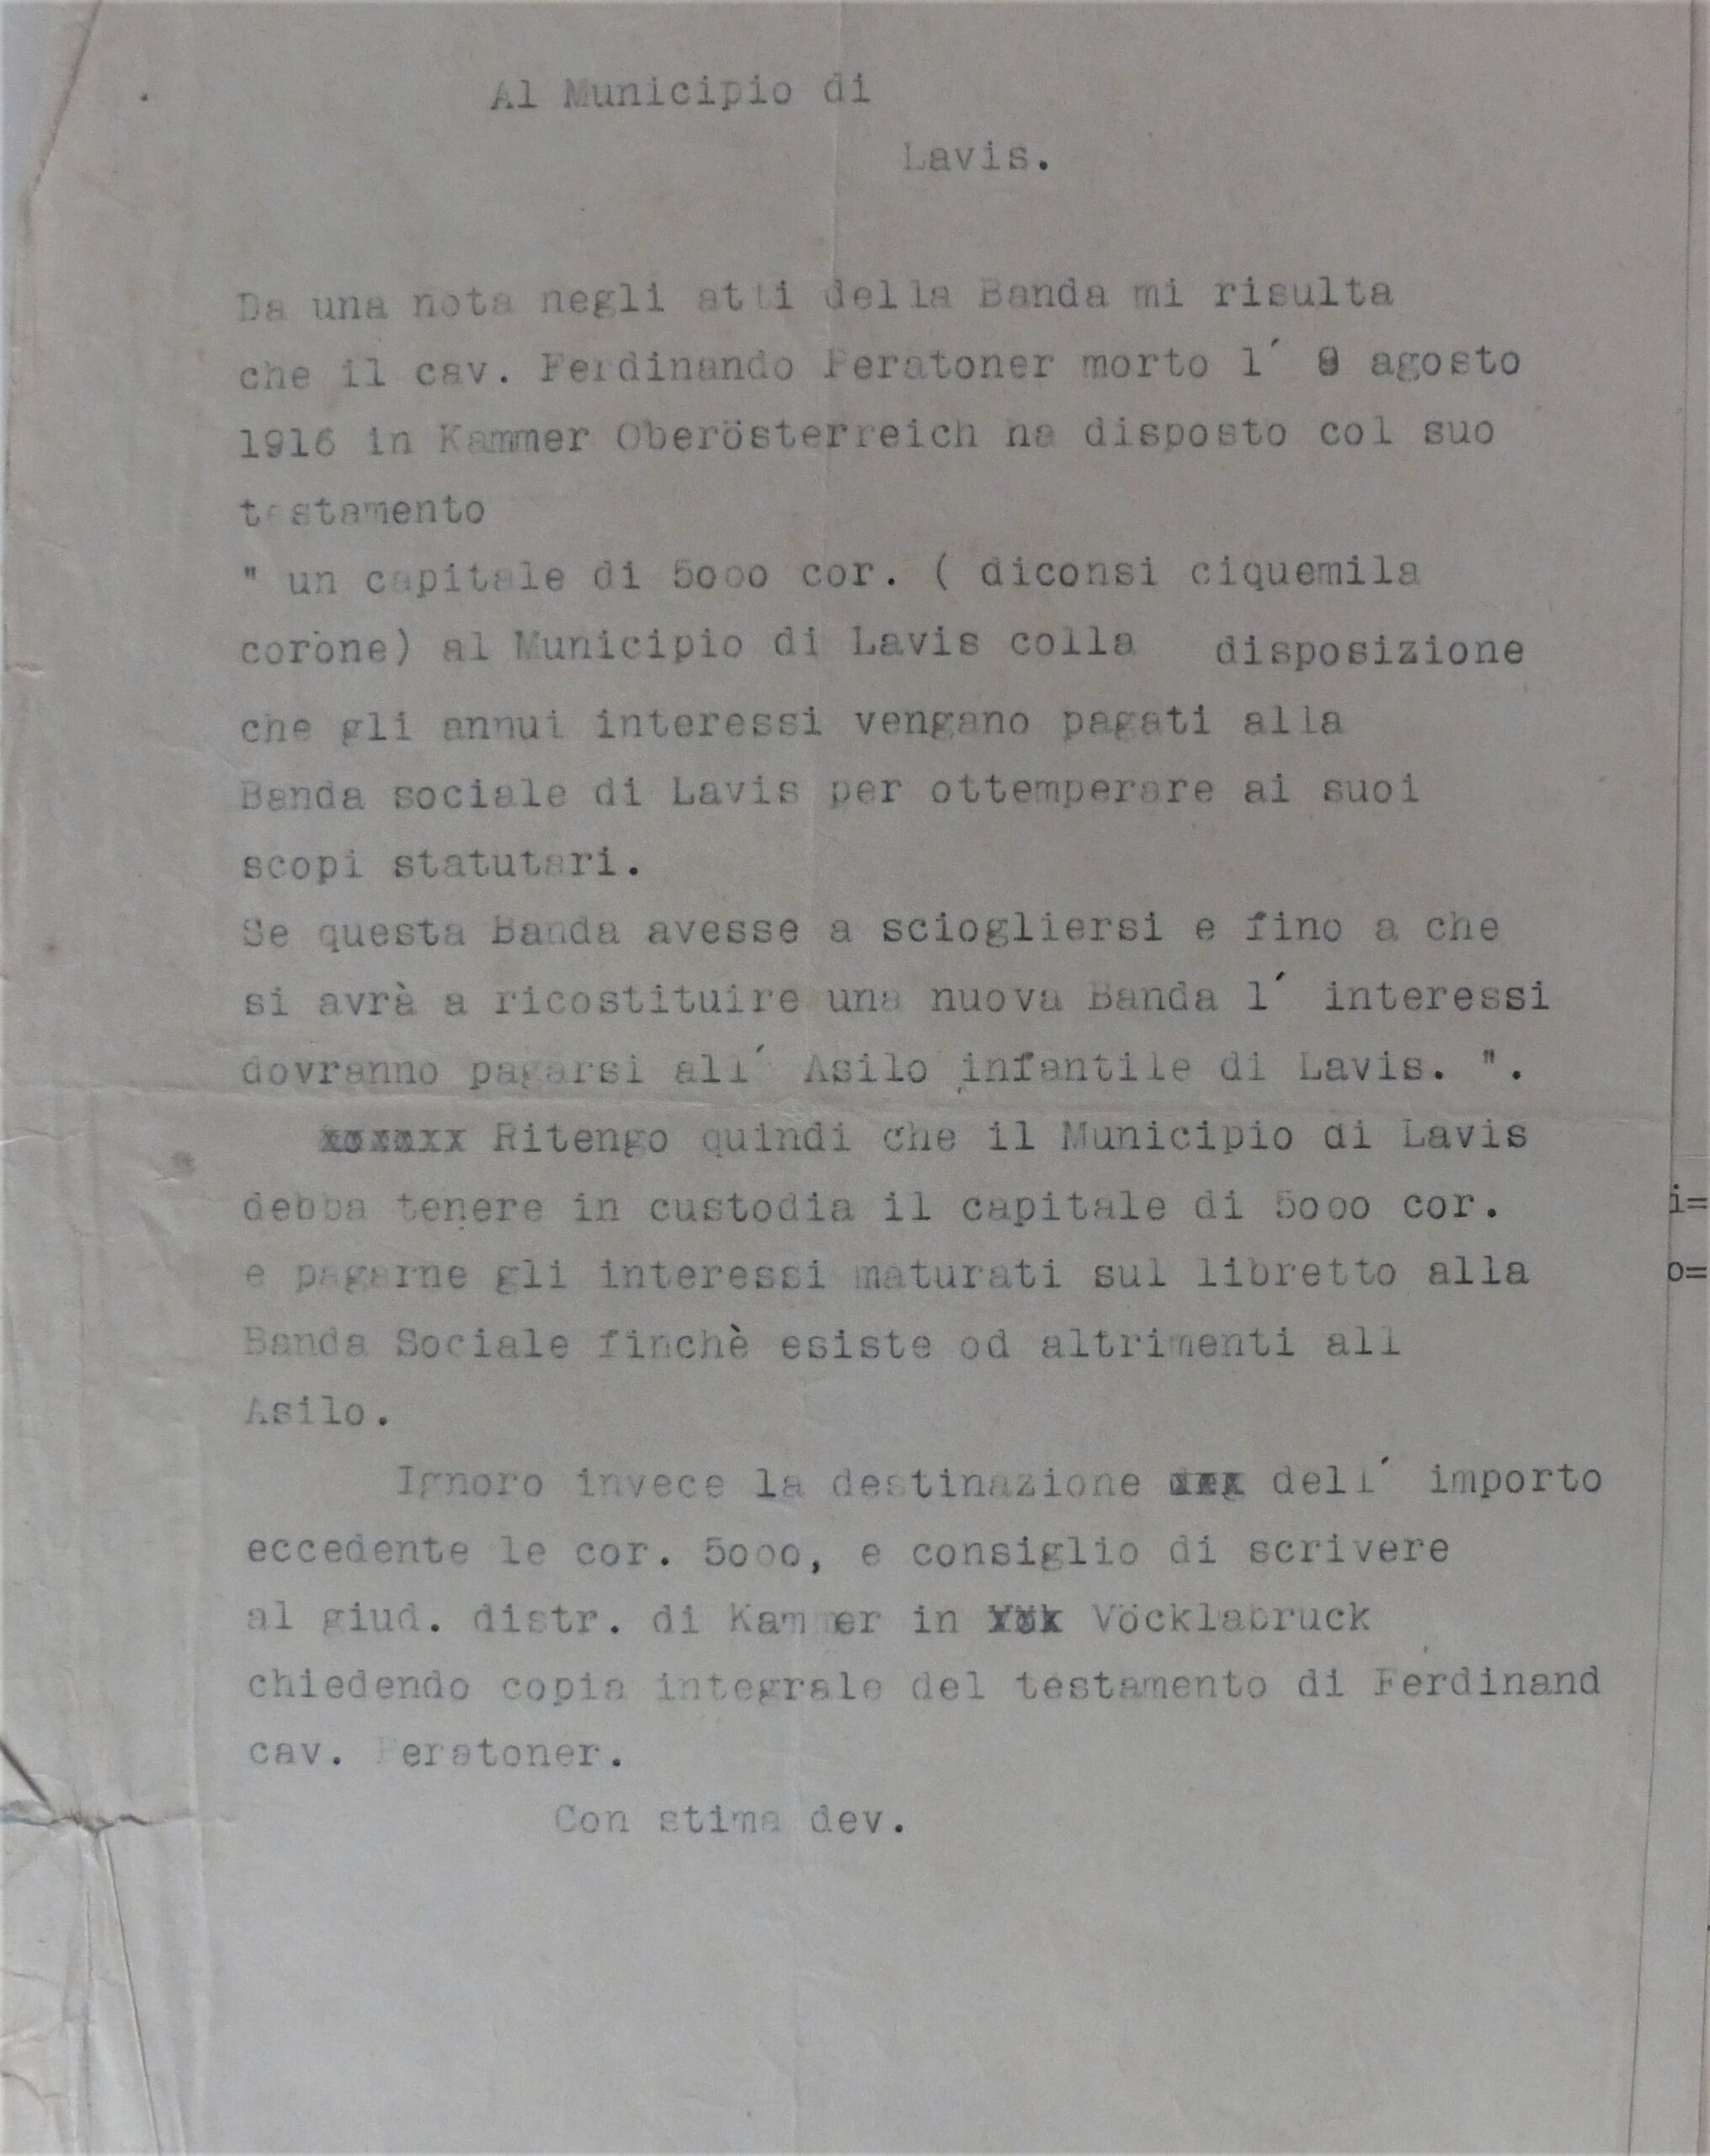 Al Municipio di
Lavis.
Da una nota negli atti della Banda mi risulta
che il cav. Ferdinando Peratoner morto l´ agosto
1916 in Kammer Oberösterreich ha disposto col suo
testamento
" un capitale di 5ooo cor. ( diconsi ciquemila
corone) al Municipio di Lavis colla disposizione
che gli annui interessi vengano pagati alla
Banda sociale di Lavis per ottemperare ai suoi
scopi statutari.
Se questa Banda avesse a sciogliersi e fino a che
si avrà a ricostituire una nuova Banda l´ interessi
dovranno pagarsi all´ Asilo infantile di Lavis. ".
Ritengo quindi che il Municipio di Lavis
debba tenere in custodia il capitale di 5ooo cor.
e pagarne gli interessi maturati sul libretto alla
Banda Sociale finchè esiste od altrimenti all
Asilo.
Ignoro invece la destinazione dell´ importo
eccedente le cor. 5ooo, e consiglio di scrivere
al giud. distr. di Kammer in Vöcklabruck
chiedendo copia integrale del testamento di Ferdinand
cav. Peratoner.
Con stima dev.
i=
o=